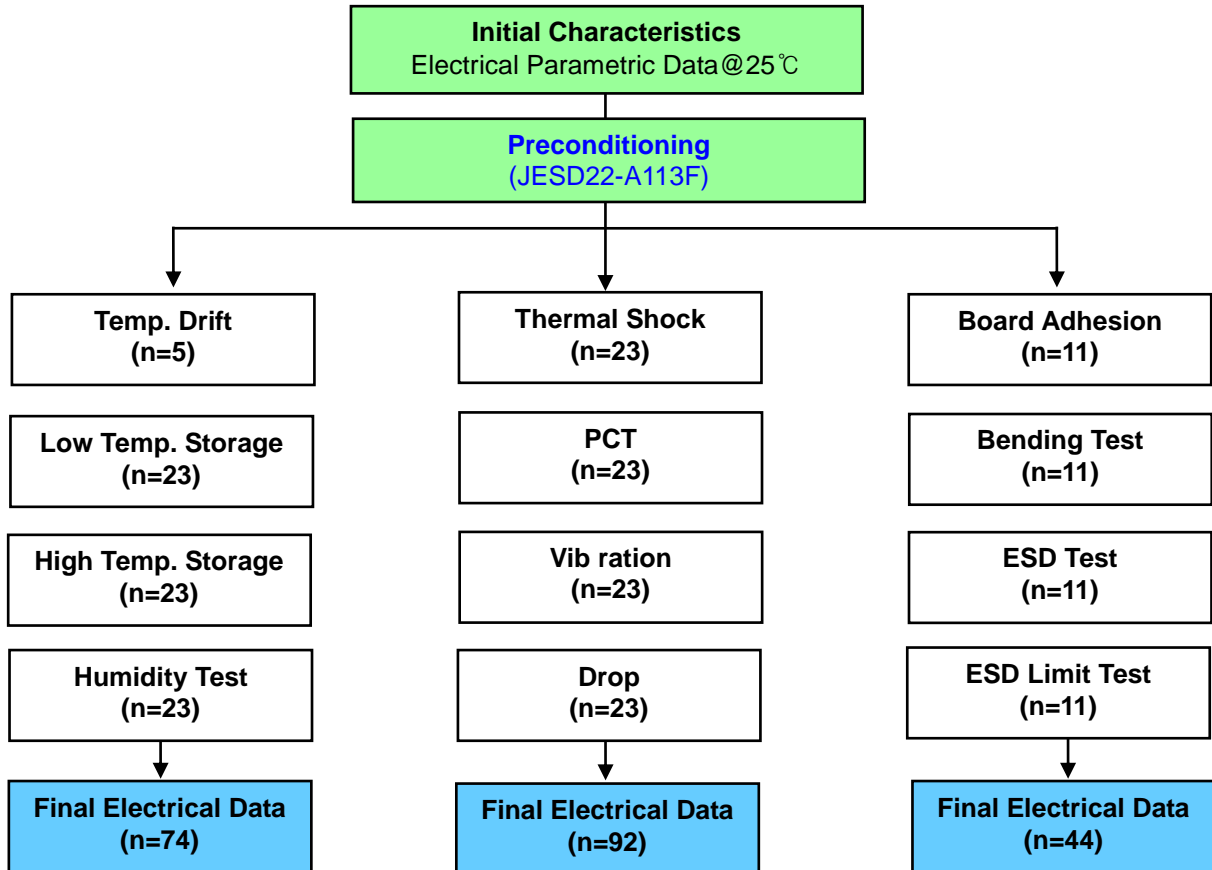 Initial Characteristics
Electrical Parametric Data@25℃
Preconditioning
(JESD22-A113F)
Temp. Drift
(n=5)
Low Temp. Storage
(n=23)
High Temp. Storage
(n=23)
Humidity Test
(n=23)
Final Electrical Data
(n=74)
Thermal Shock
(n=23)
PCT
(n=23)
Vib ration
(n=23)
Drop
(n=23)
Final Electrical Data
(n=92)
Board Adhesion
(n=11)
Bending Test
(n=11)
ESD Test
(n=11)
ESD Limit Test
(n=11)
Final Electrical Data
(n=44)